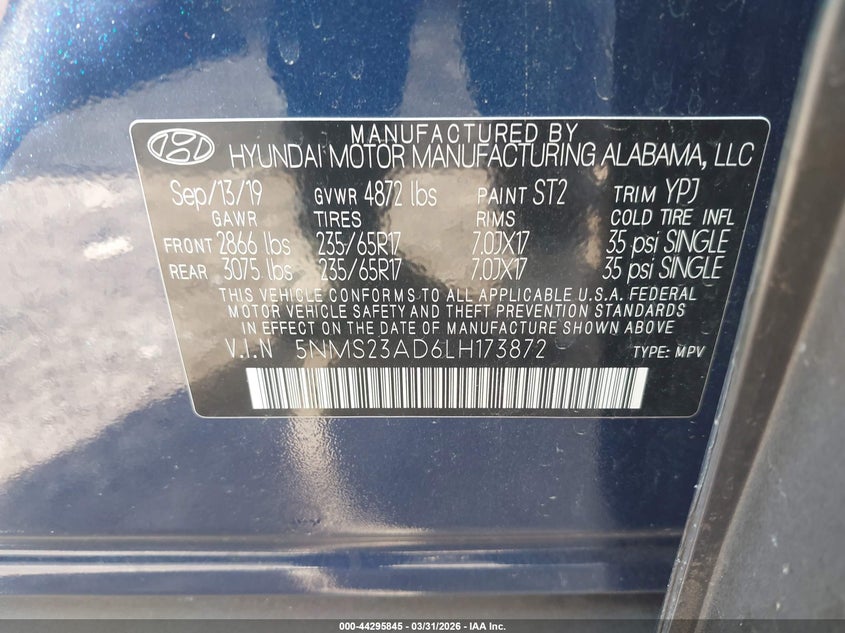 MANUFACTURED BY
HYUNDAI MOTOR MANUFACTURING ALABAMA, LLC
Sep/13/19 GVWR 4872 lbs PAINT ST2 TRIM YPJ
GAWR TIRES RIMS COLD TIRE INFL
FRONT 2866 lbs 235/65R17 7.0JX17 35 psi SINGLE
REAR 3075 lbs 235/65R17 7.0JX17 35 psi SINGLE
THIS VEHICLE CONFORMS TO ALL APPLICABLE U.S.A. FEDERAL
MOTOR VEHICLE SAFETY AND THEFT PREVENTION STANDARDS
IN EFFECT ON THE DATE OF MANUFACTURE SHOWN ABOVE
V.I.N 5NMS23AD6LH173872 TYPE: MPV
000-44295845 - 03/31/2026 - IAA Inc.